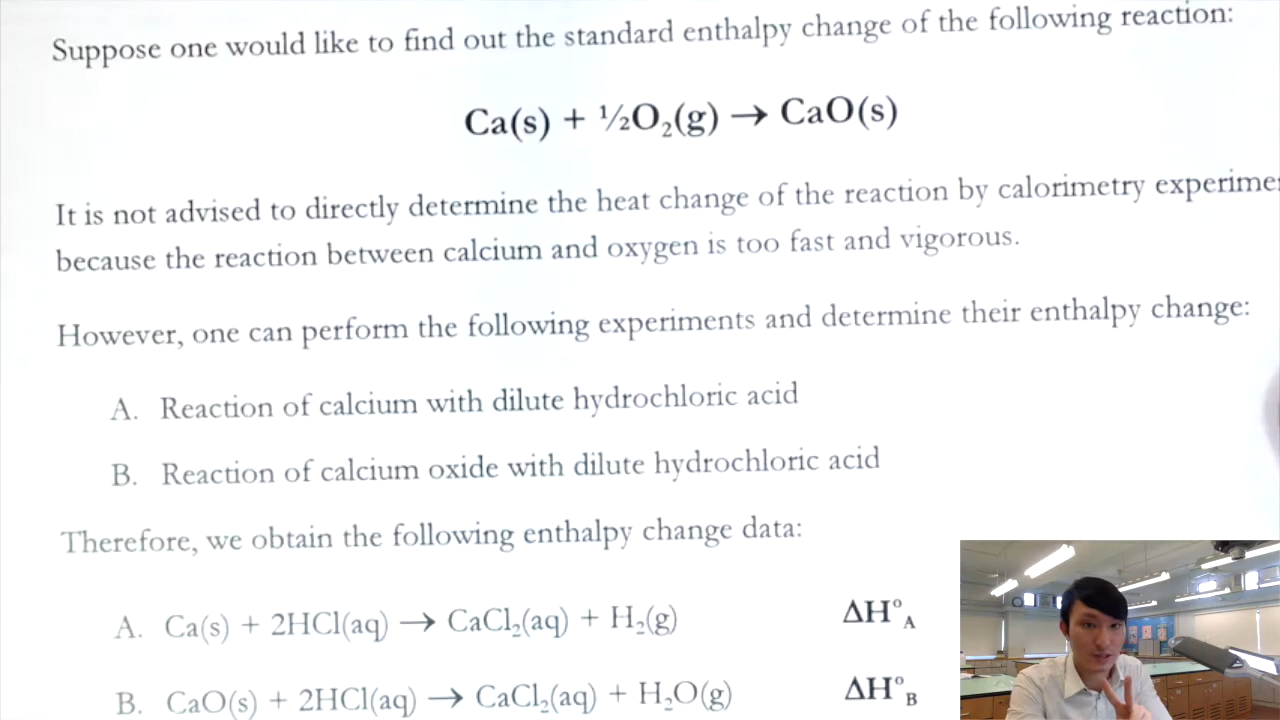 Suppose one would like to find out the standard enthalpy change of the following reaction:
Ca(s) + ½O₂(g) → CaO(s)
It is not advised to directly determine the heat change of the reaction by calorimetry experime
because the reaction between calcium and oxygen is too fast and vigorous.
However, one can perform the following experiments and determine their enthalpy change:
A. Reaction of calcium with dilute hydrochloric acid
B. Reaction of calcium oxide with dilute hydrochloric acid
Therefore, we obtain the following enthalpy change data:
A. Ca(s) + 2HCl(aq) → CaCl₂(aq) + H₂(g) ΔH°A
B. CaO(s) + 2HCl(aq) → CaCl₂(aq) + H₂O(g) ΔH°B